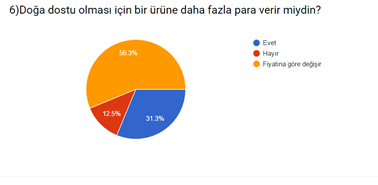 6)Doğa dostu olması için bir ürüne daha fazla para verir miydin?
56.3%
12.5%
31.3%
Evet
Hayır
Fiyatına göre değişir